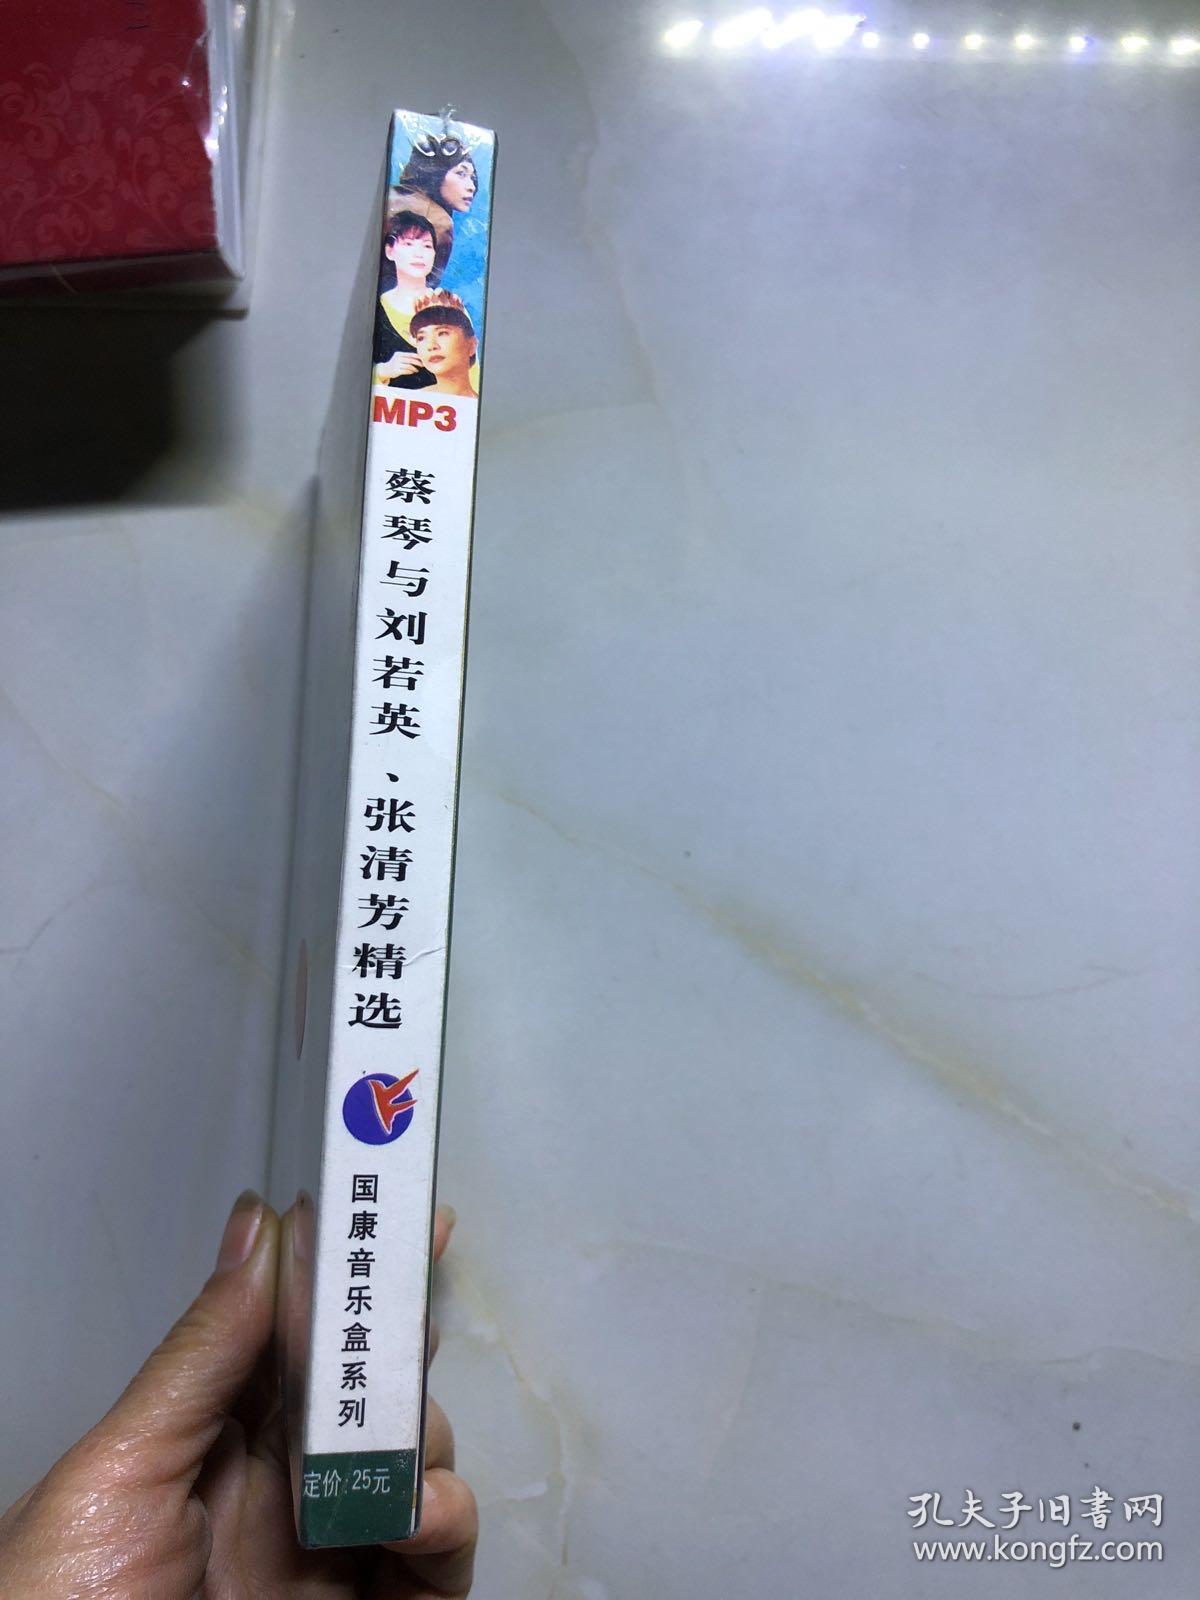 MP3
蔡琴与刘若英、张清芳精选
国康音乐盒系列
定价:25元
孔夫子旧书网
www.kongfz.com